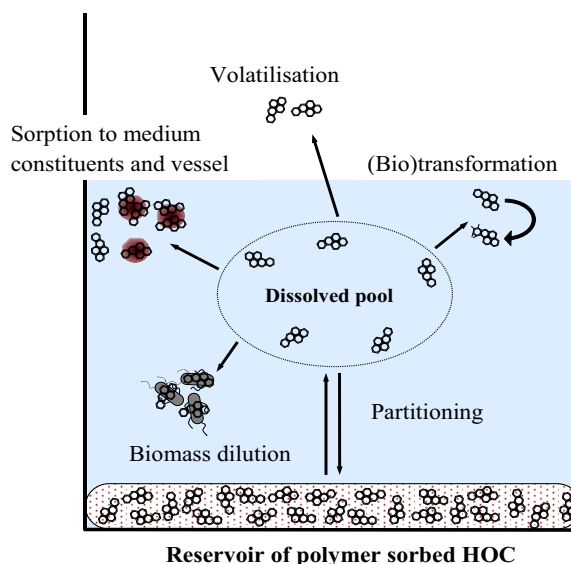 Volatilisation
Sorption to medium
constituents and vessel
(Bio)transformation
Dissolved pool
Partitioning
Biomass dilution
Reservoir of polymer sorbed HOC